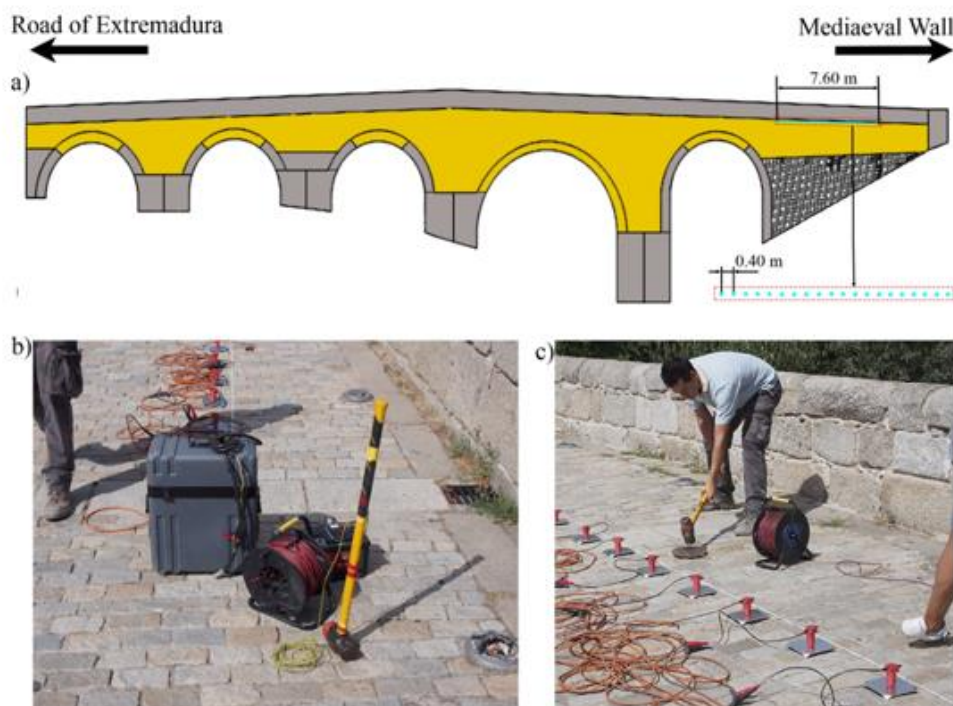 Road of Extremadura
Mediaeval Wall
a)
7.60 m
0.40 m
b)
c)